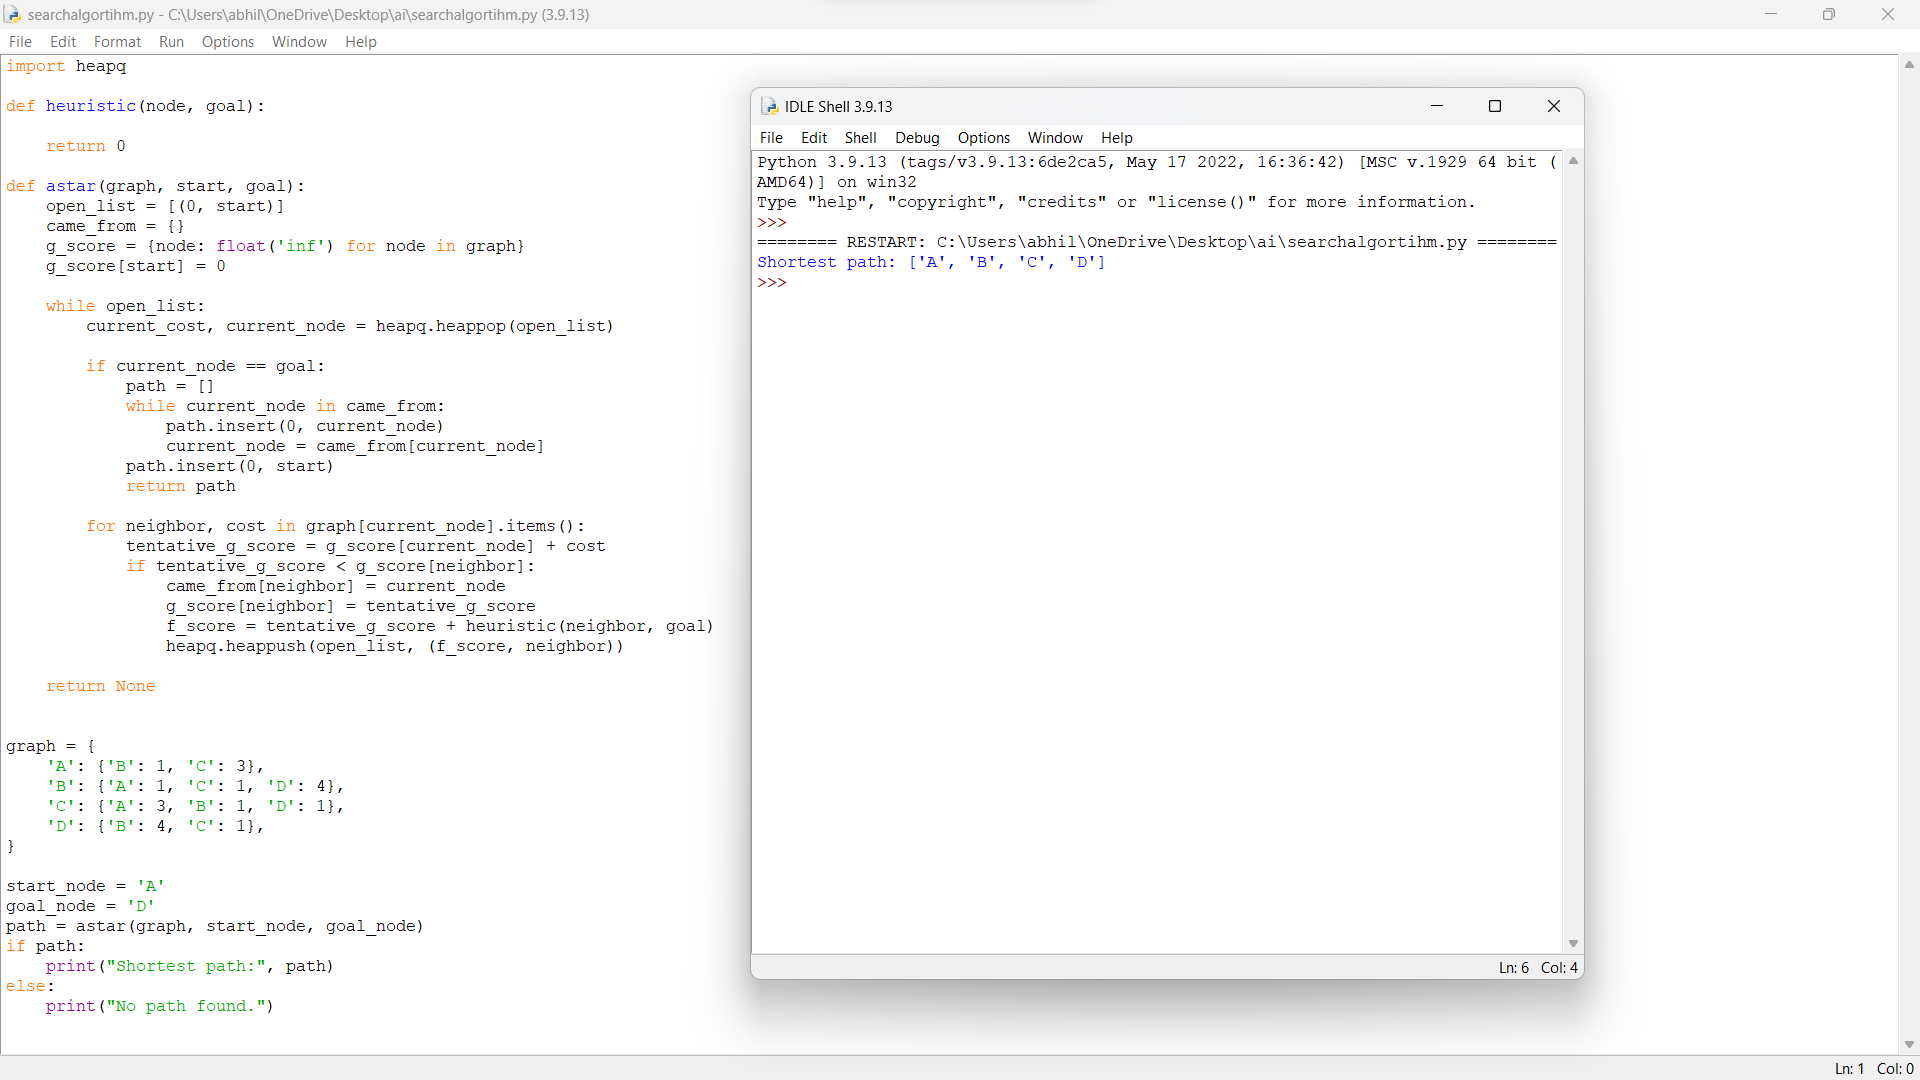 searchalgortihm.py - C:\Users\abhil\OneDrive\Desktop\ai\searchalgortihm.py (3.9.13)
File Edit Format Run Options Window Help
import heapq
def heuristic(node, goal):
    return 0
def astar(graph, start, goal):
    open_list = [(0, start)]
    came_from = {}
    g_score = {node: float('inf') for node in graph}
    g_score[start] = 0
    while open_list:
        current_cost, current_node = heapq.heappop(open_list)
        if current_node == goal:
            path = []
            while current_node in came_from:
                path.insert(0, current_node)
                current_node = came_from[current_node]
            path.insert(0, start)
            return path
        for neighbor, cost in graph[current_node].items():
            tentative_g_score = g_score[current_node] + cost
            if tentative_g_score < g_score[neighbor]:
                came_from[neighbor] = current_node
                g_score[neighbor] = tentative_g_score
                f_score = tentative_g_score + heuristic(neighbor, goal)
                heapq.heappush(open_list, (f_score, neighbor))
    return None
graph = {
    'A': {'B': 1, 'C': 3},
    'B': {'A': 1, 'C': 1, 'D': 4},
    'C': {'A': 3, 'B': 1, 'D': 1},
    'D': {'B': 4, 'C': 1},
}
start_node = 'A'
goal_node = 'D'
path = astar(graph, start_node, goal_node)
if path:
    print("Shortest path:", path)
else:
    print("No path found.")
Ln: 1 Col: 0
IDLE Shell 3.9.13
File Edit Shell Debug Options Window Help
Python 3.9.13 (tags/v3.9.13:6de2ca5, May 17 2022, 16:36:42) [MSC v.1929 64 bit (
AMD64)] on win32
Type "help", "copyright", "credits" or "license()" for more information.
>>>
======== RESTART: C:\Users\abhil\OneDrive\Desktop\ai\searchalgortihm.py ========
Shortest path: ['A', 'B', 'C', 'D']
>>>
Ln: 6 Col: 4